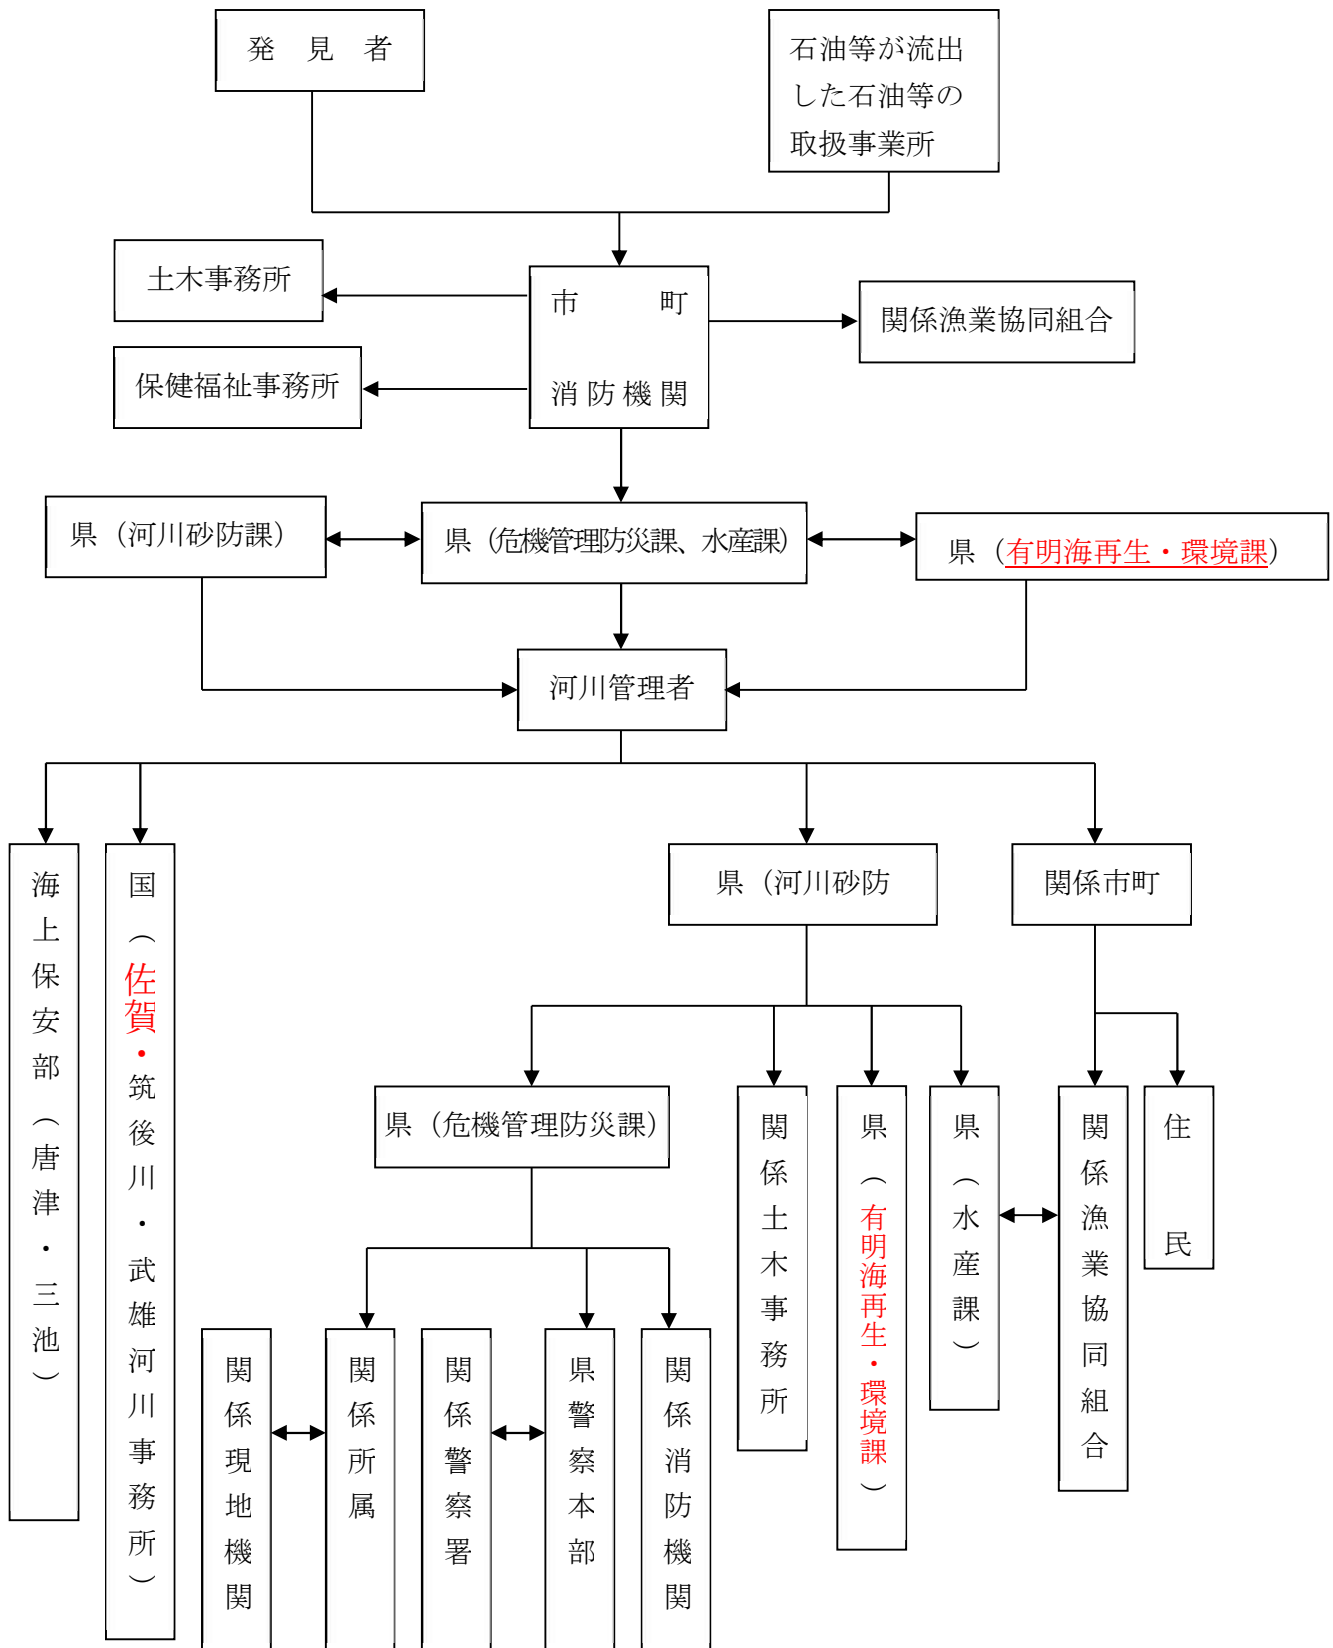 発 見 者
石油等が流出
した石油等の
取扱事業所
土木事務所
市 町
消防機関
関係漁業協同組合
保健福祉事務所
県（河川砂防課）
県（危機管理防災課、水産課）
県（有明海再生・環境課）
河川管理者
海上保安部（唐津・三池）
国（佐賀・筑後川・武雄河川事務所）
県（河川砂防
関係市町
県（危機管理防災課）
関係土木事務所
県（有明海再生・環境課）
県（水産課）
関係漁業協同組合
住 民
関係現地機関
関係所属
関係警察署
県警察本部
関係消防機関